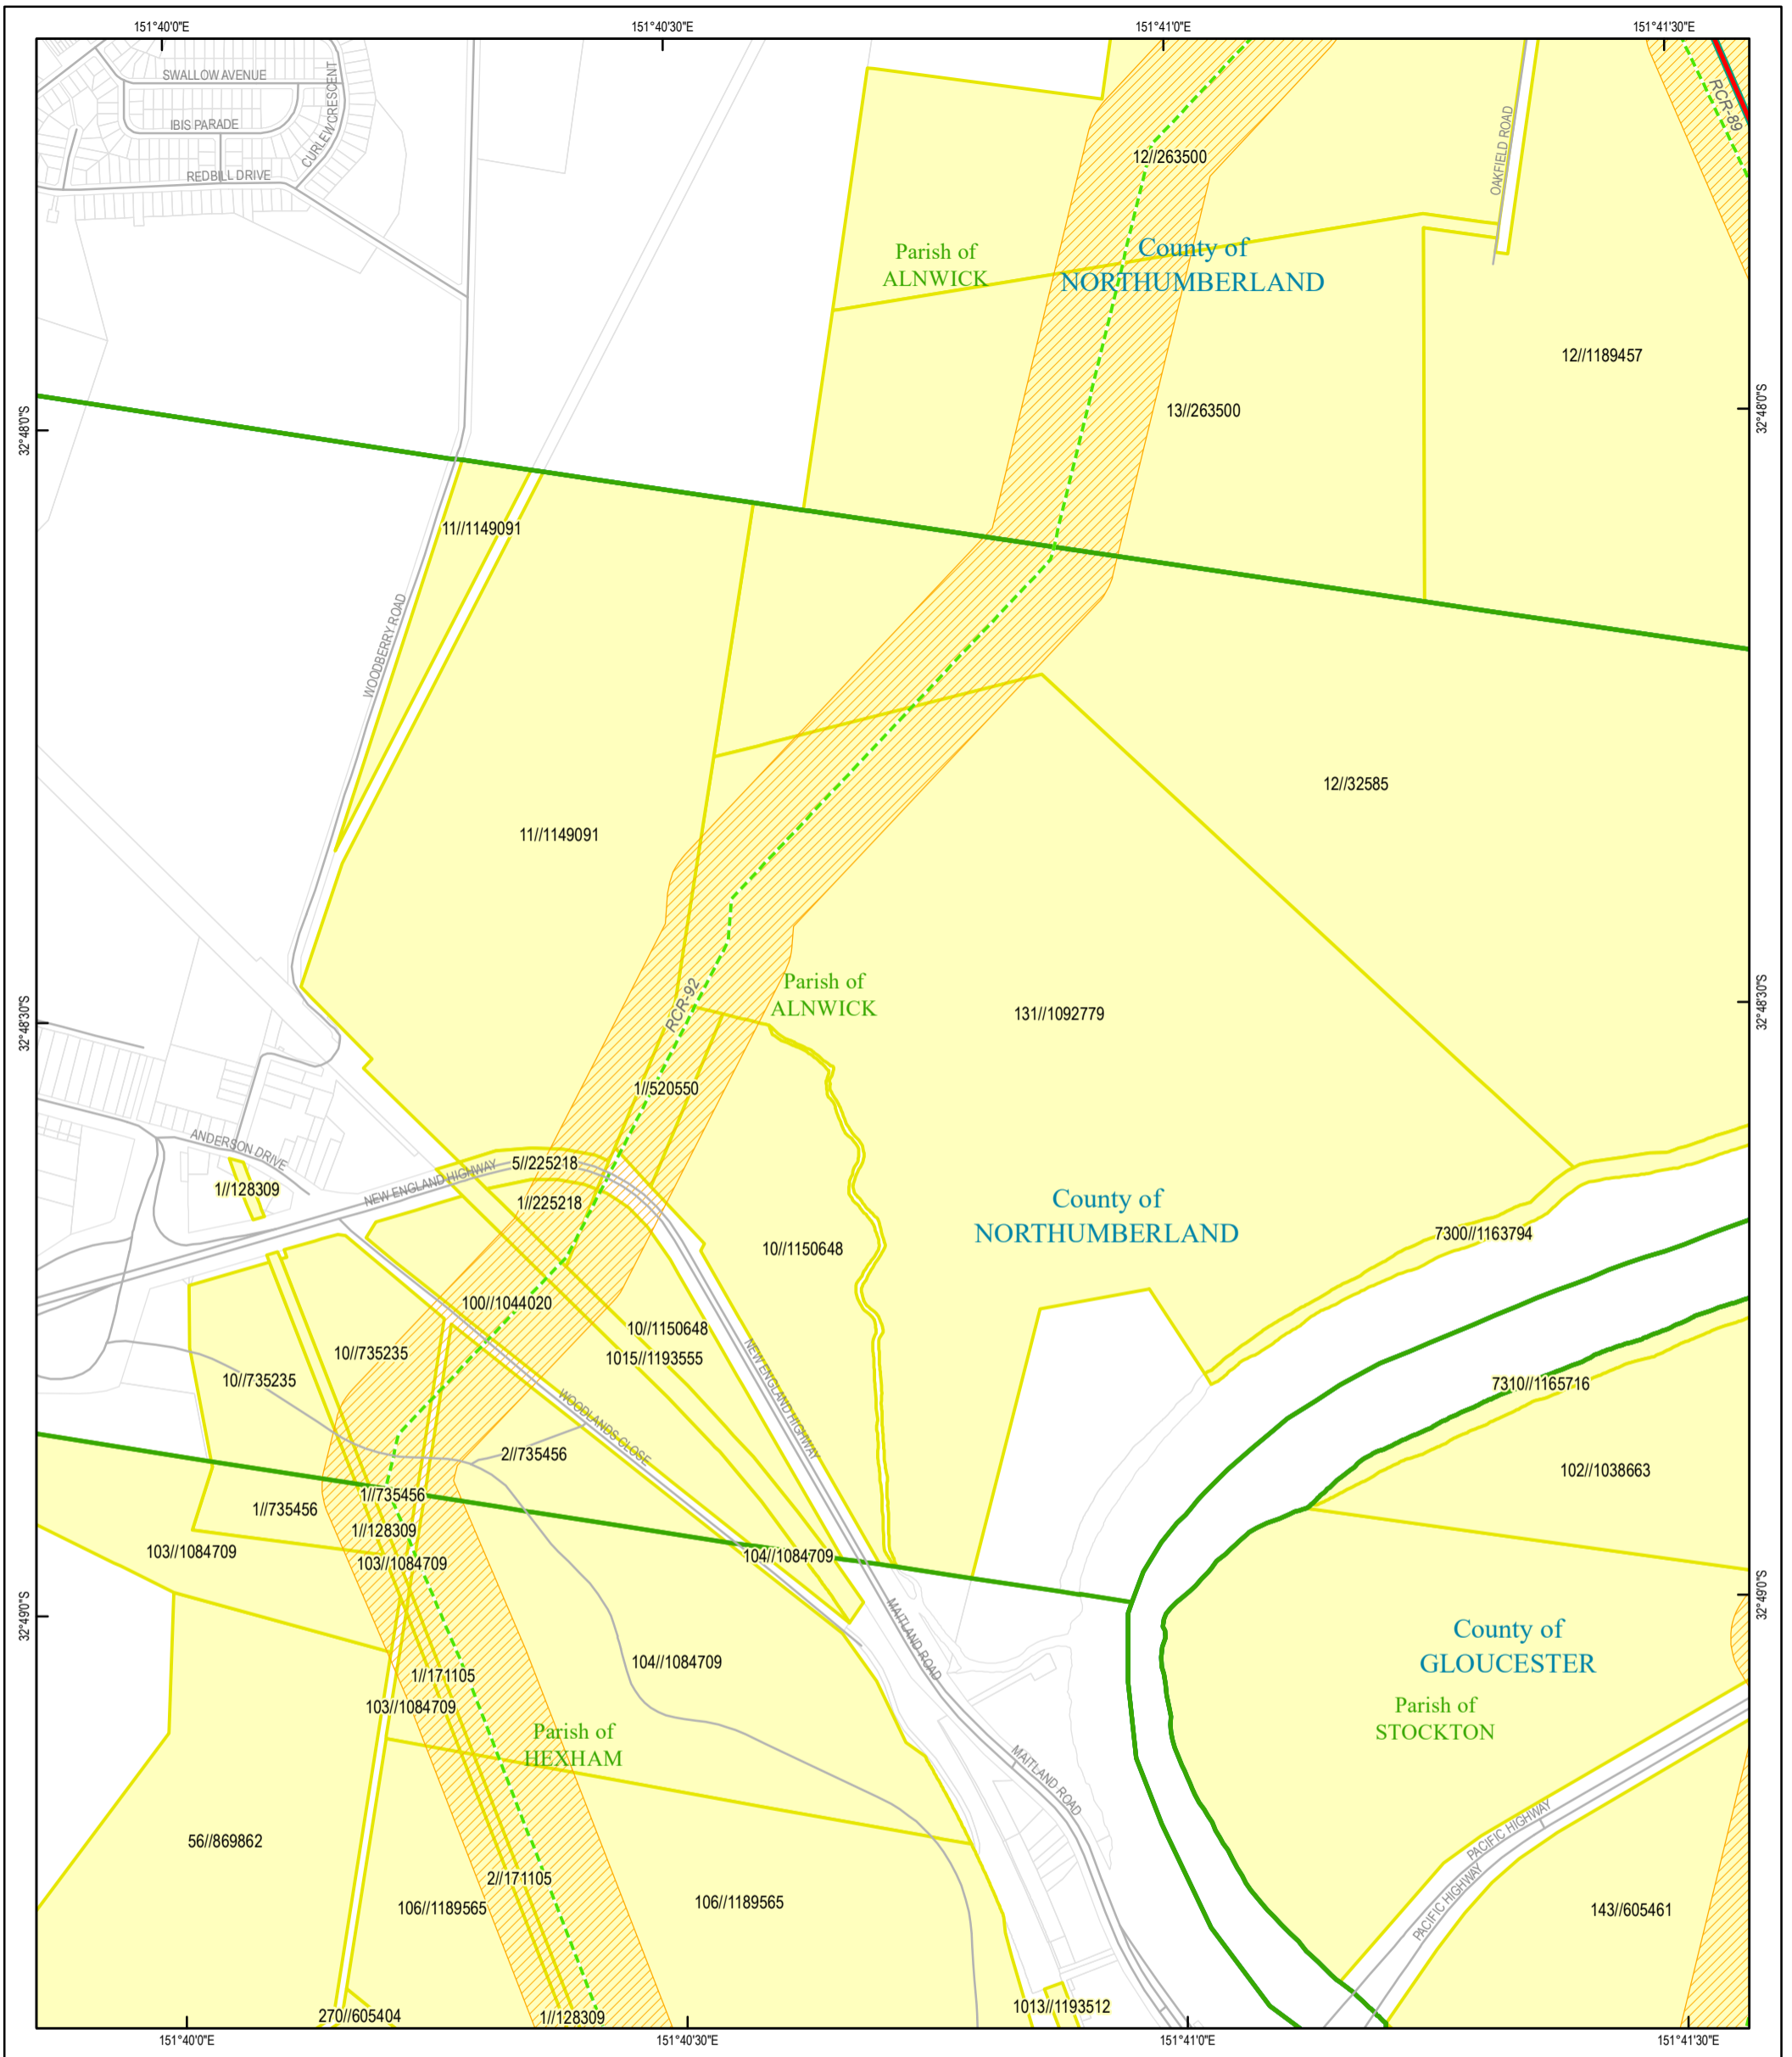 151°40'0"E
151°40'30"E
151°41'0"E
151°41'30"E
SWALLOW AVENUE
IBIS PARADE
CURLEW CRESCENT
REDBILL DRIVE
RCR-89
OAKFIELD ROAD
12//263500
Parish of
ALNWICK
County of
NORTHUMBERLAND
12//1189457
13//263500
32°48'0"S
32°48'0"S
11//1149091
WOODBERRY ROAD
12//32585
11//1149091
Parish of
ALNWICK
RCR-92
131//1092779
32°48'30"S
32°48'30"S
1//520550
ANDERSON DRIVE
NEW ENGLAND HIGHWAY
5//225218
1//128309
1//225218
County of
NORTHUMBERLAND
10//1150648
7300//1163794
100//1044020
10//1150648
10//735235
1015//1193555
NEW ENGLAND HIGHWAY
10//735235
7310//1165716
WOODLANDS CLOSE
2//735456
102//1038663
1//735456
1//735456
1//128309
103//1084709
103//1084709
104//1084709
32°49'0"S
32°49'0"S
MAITLAND ROAD
County of
GLOUCESTER
104//1084709
1//171105
103//1084709
Parish of
STOCKTON
Parish of
HEXHAM
MAITLAND ROAD
PACIFIC HIGHWAY
56//869862
2//171105
PACIFIC HIGHWAY
106//1189565
106//1189565
143//605461
270//605404
1//128309
1013//1193512
151°40'0"E
151°40'30"E
151°41'0"E
151°41'30"E